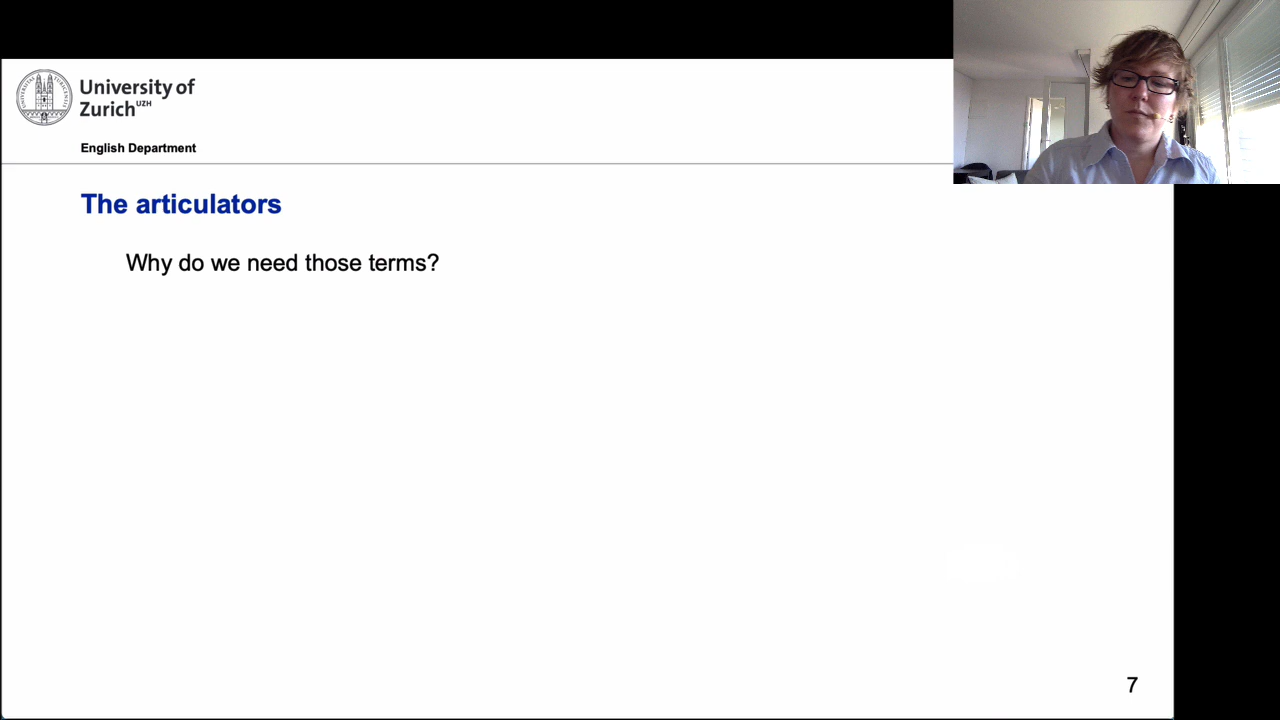 University of
Zurich UZH
English Department
The articulators
Why do we need those terms?
7